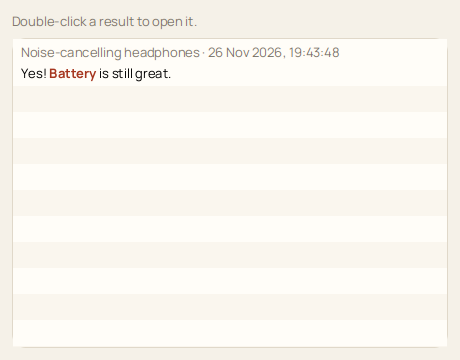 Double-click a result to open it.
Noise-cancelling headphones · 26 Nov 2026, 19:43:48
Yes! Battery is still great.